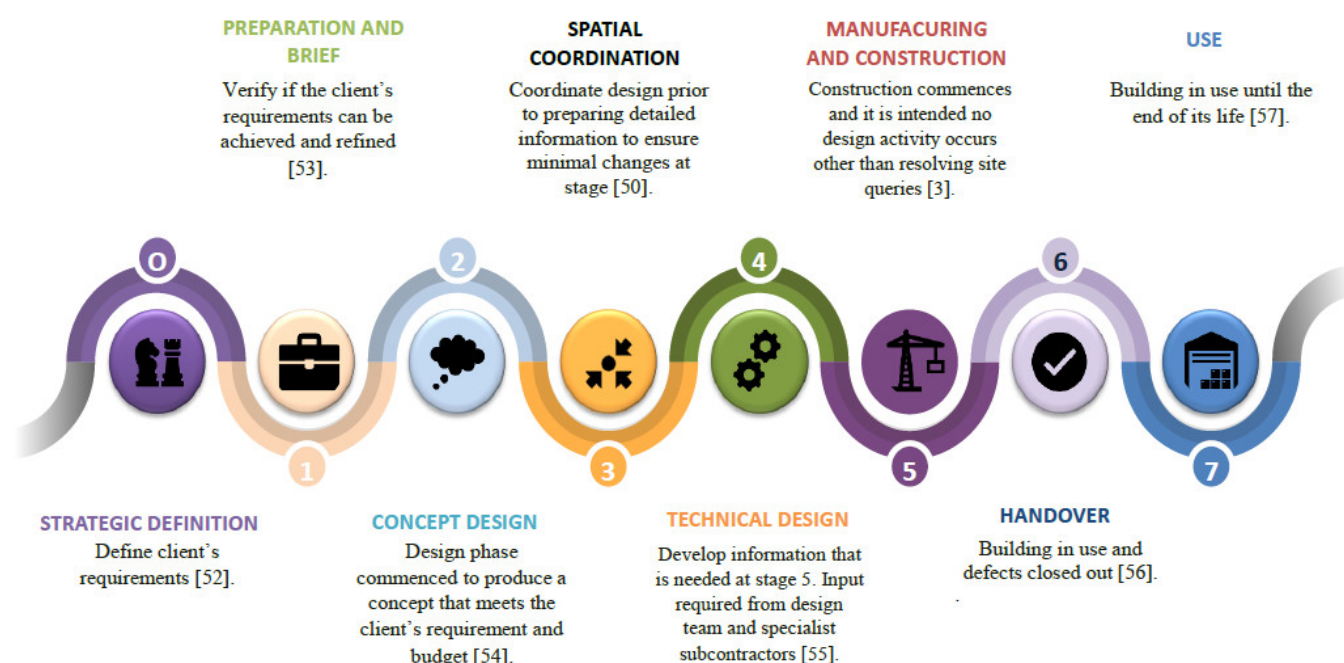 PREPARATION AND
BRIEF
Verify if the client's
requirements can be
achieved and refined
[53].
SPATIAL
COORDINATION
Coordinate design prior
to preparing detailed
information to ensure
minimal changes at
stage [50].
MANUFACURING
AND CONSTRUCTION
Construction commences
and it is intended no
design activity occurs
other than resolving site
queries [3].
USE
Building in use until the
end of its life [57].
O
2
4
6
1
3
5
7
STRATEGIC DEFINITION
Define client's
requirements [52].
CONCEPT DESIGN
Design phase
commenced to produce a
concept that meets the
client's requirement and
budget [54].
TECHNICAL DESIGN
Develop information that
is needed at stage 5. Input
required from design
team and specialist
subcontractors [55].
HANDOVER
Building in use and
defects closed out [56].
.